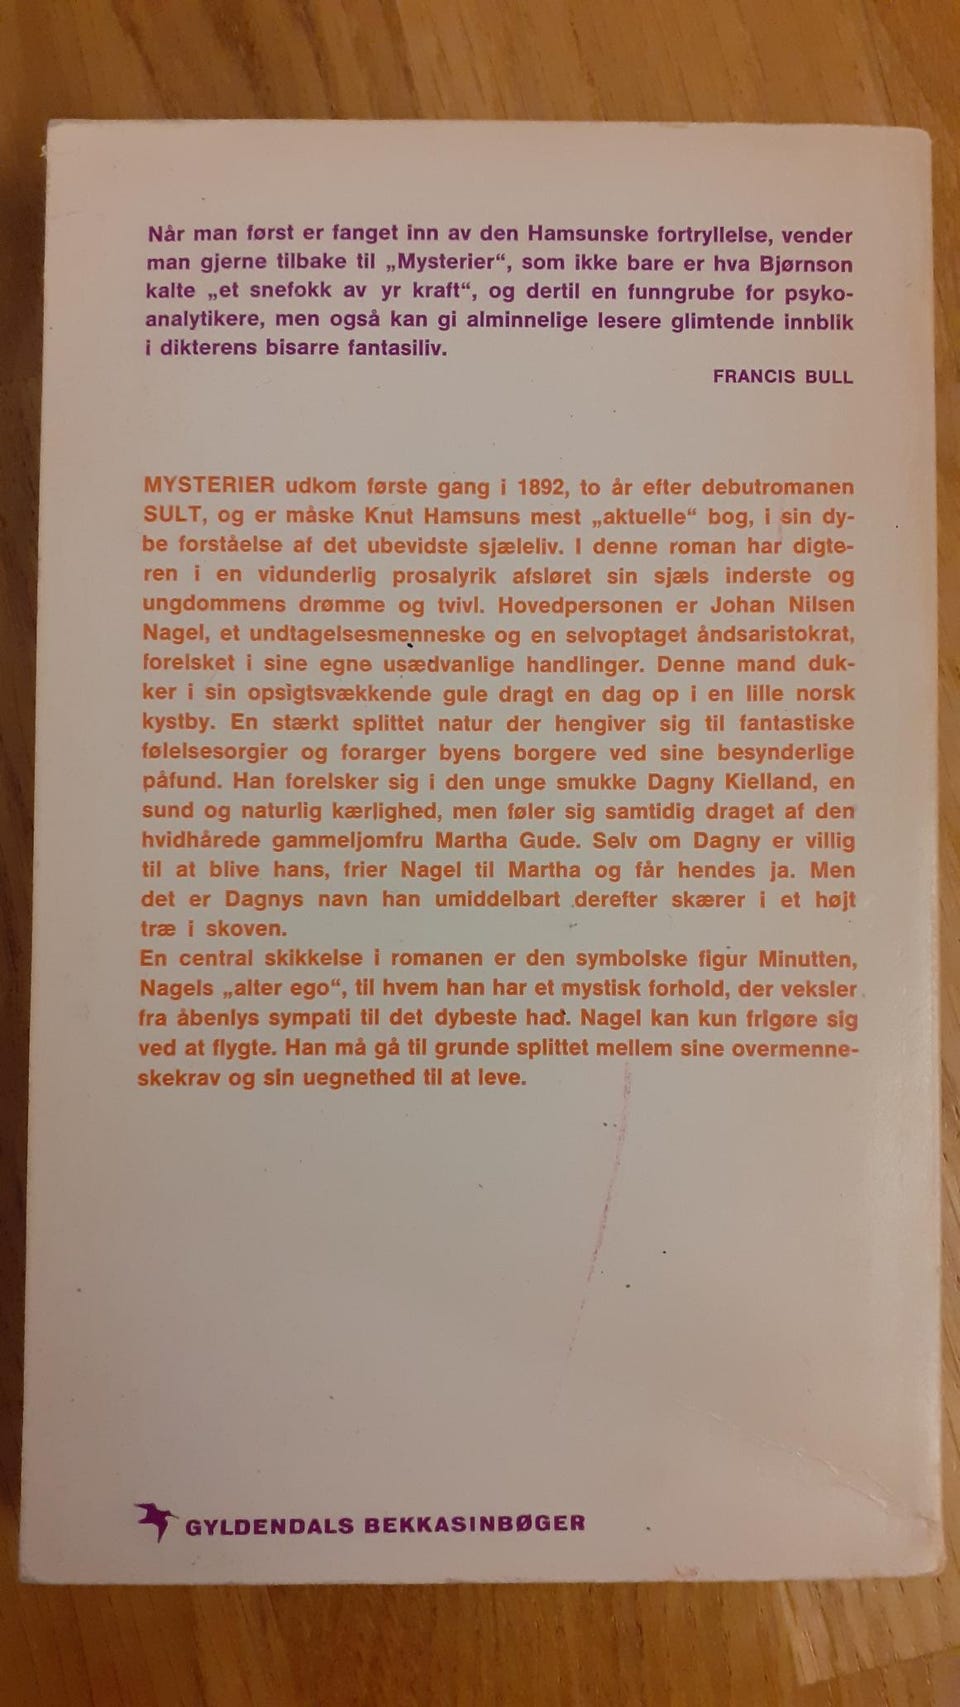 Når man først er fanget inn av den Hamsunske fortryllelse, vender
man gjerne tilbake til „Mysterier“, som ikke bare er hva Bjørnson
kalte „et snefokk av yr kraft“, og dertil en funngrube for psyko-
analytikere, men også kan gi alminnelige lesere glimtende innblik
i dikterens bisarre fantasiliv.
FRANCIS BULL
MYSTERIER udkom første gang i 1892, to år efter debutromanen
SULT, og er måske Knut Hamsuns mest „aktuelle“ bog, i sin dy-
be forståelse af det ubevidste sjæleliv. I denne roman har digte-
ren i en vidunderlig prosalyrik afsløret sin sjæls inderste og
ungdommens drømme og tvivl. Hovedpersonen er Johan Nilsen
Nagel, et undtagelsesmenneske og en selvoptaget åndsaristokrat,
forelsket i sine egne usædvanlige handlinger. Denne mand duk-
ker i sin opsigtsvækkende gule dragt en dag op i en lille norsk
kystby. En stærkt splittet natur der hengiver sig til fantastiske
følelsesorgier og forarger byens borgere ved sine besynderlige
påfund. Han forelsker sig i den unge smukke Dagny Kielland, en
sund og naturlig kærlighed, men føler sig samtidig draget af den
hvidhårede gammeljomfru Martha Gude. Selv om Dagny er villig
til at blive hans, frier Nagel til Martha og får hendes ja. Men
det er Dagnys navn han umiddelbart derefter skærer i et højt
træ i skoven.
En central skikkelse i romanen er den symbolske figur Minutten,
Nagels „alter ego“, til hvem han har et mystisk forhold, der veksler
fra åbenlys sympati til det dybeste had. Nagel kan kun frigøre sig
ved at flygte. Han må gå til grunde splittet mellem sine overmenne-
skekrav og sin uegnethed til at leve.
GYLDENDALS BEKKASINBØGER